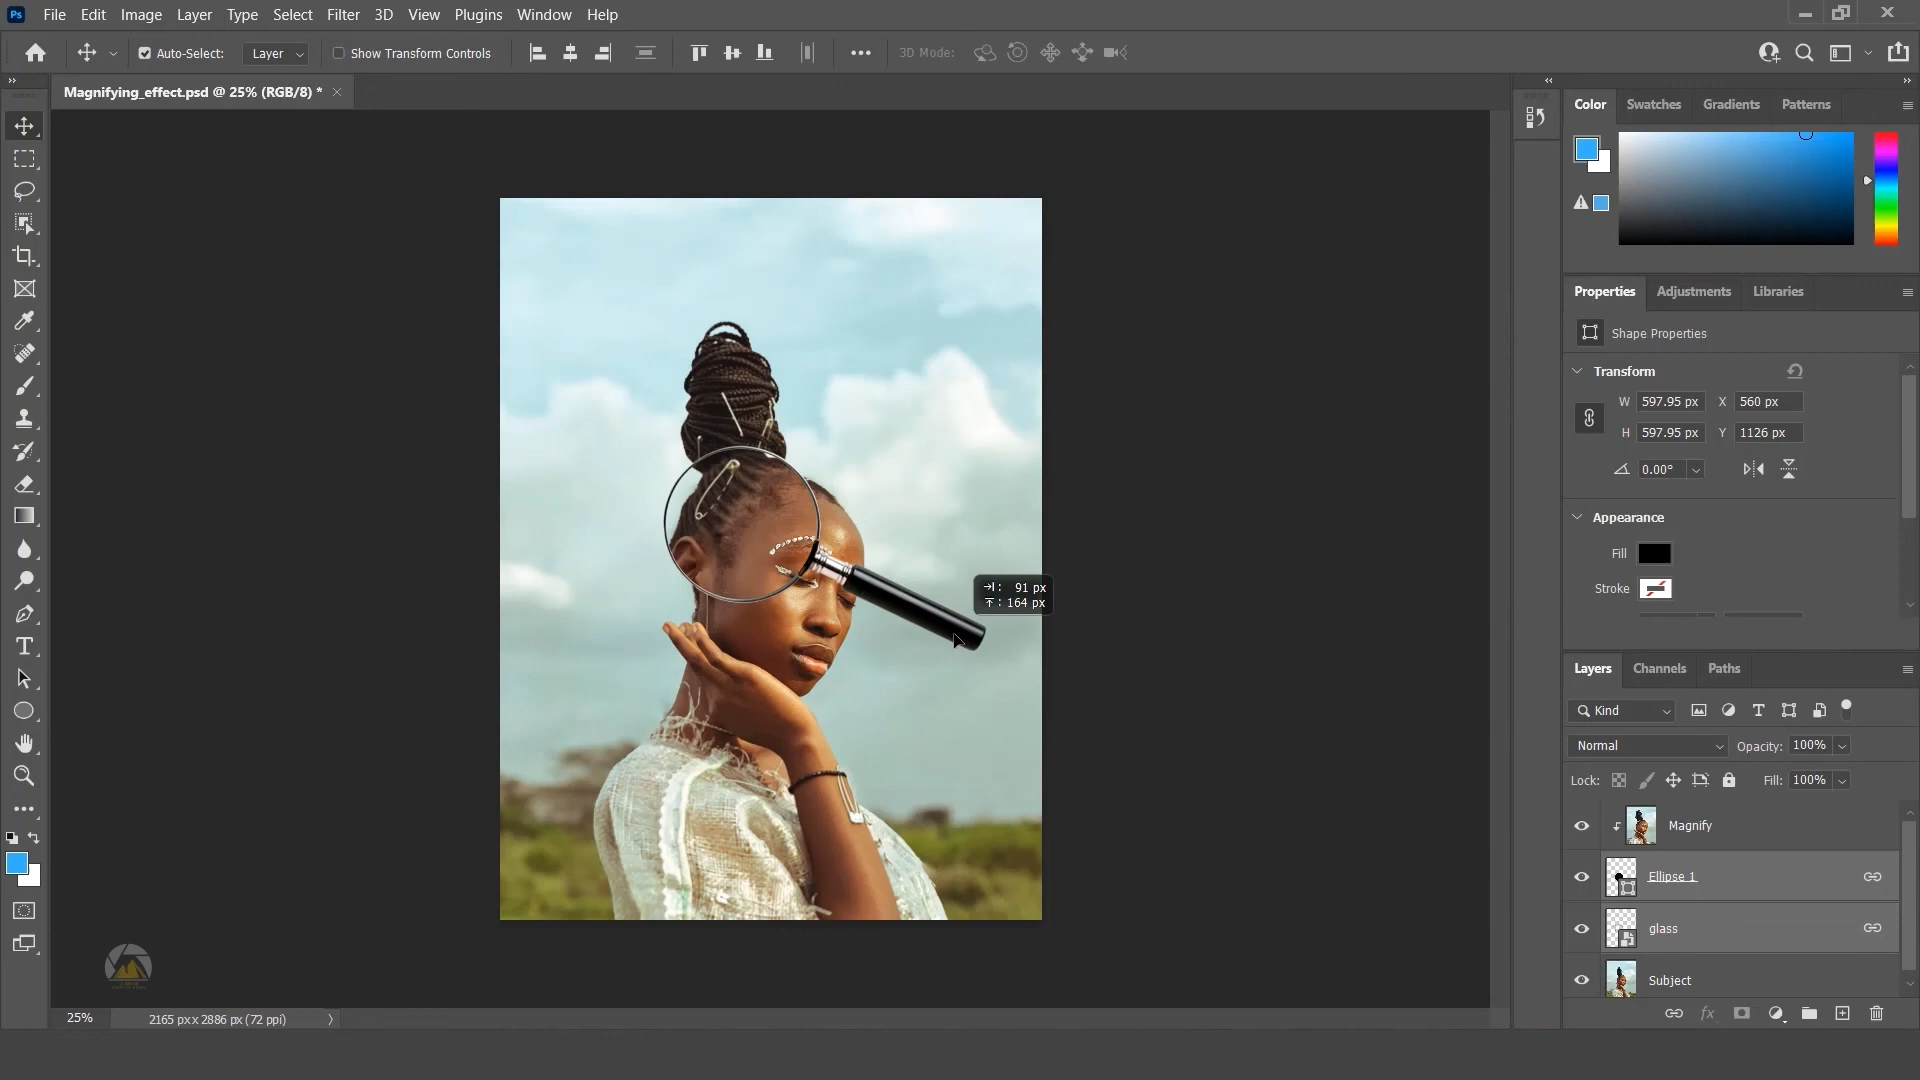 Ps File Edit Image Layer Type Select Filter 3D View Plugins Window Help
Auto-Select: Layer Show Transform Controls 3D Mode:
Magnifying_effect.psd @ 25% (RGB/8) *
Color Swatches Gradients Patterns
Properties Adjustments Libraries
Shape Properties
Transform
W 597.95 px X 560 px
H 597.95 px Y 1126 px
0.00°
Appearance
Fill
Stroke
91 px
164 px
Layers Channels Paths
Kind
Normal Opacity: 100%
Lock: Fill: 100%
Magnify
Ellipse 1
glass
Subject
25% 2165 px x 2886 px (72 ppi)